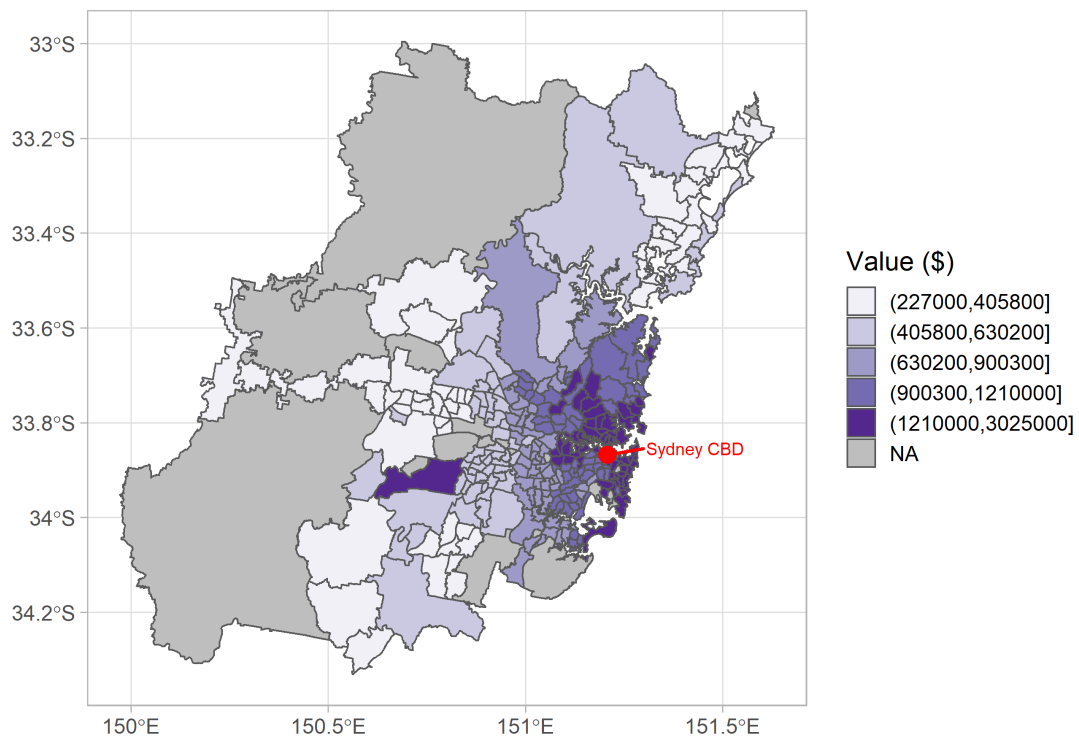 33°S
33.2°S
33.4°S
33.6°S
33.8°S
34°S
34.2°S
150°E
150.5°E
151°E
151.5°E
Sydney CBD
Value ($)
(227000,405800]
(405800,630200]
(630200,900300]
(900300,1210000]
(1210000,3025000]
NA